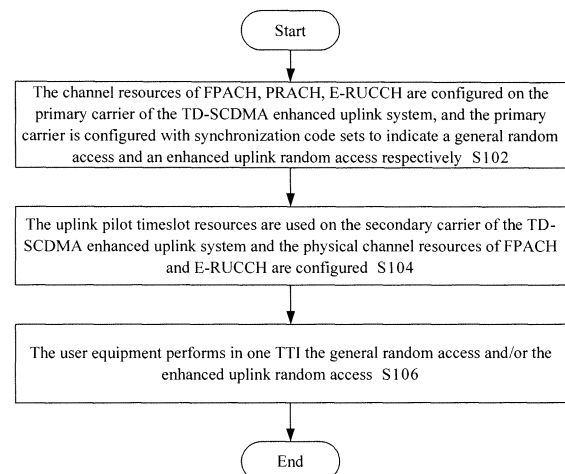 Start
The channel resources of FPACH, PRACH, E-RUCCH are configured on the
primary carrier of the TD-SCDMA enhanced uplink system, and the primary
carrier is configured with synchronization code sets to indicate a general random
access and an enhanced uplink random access respectively S102
The uplink pilot timeslot resources are used on the secondary carrier of the TD-
SCDMA enhanced uplink system and the physical channel resources of FPACH
and E-RUCCH are configured S104
The user equipment performs in one TTI the general random access and/or the
enhanced uplink random access S106
End